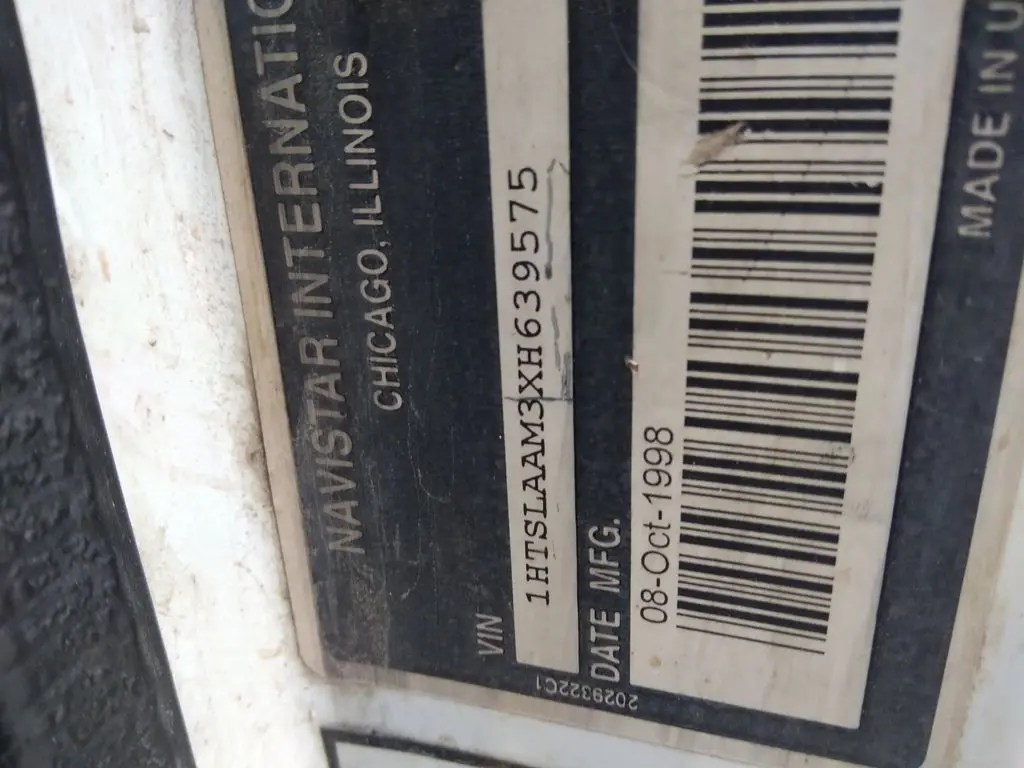 NAVISTAR INTERNATIO
CHICAGO, ILLINOIS
VIN
1HTSLAAM3XH639575
DATE MFG.
08-Oct-1998
MADE IN U
2029322C1